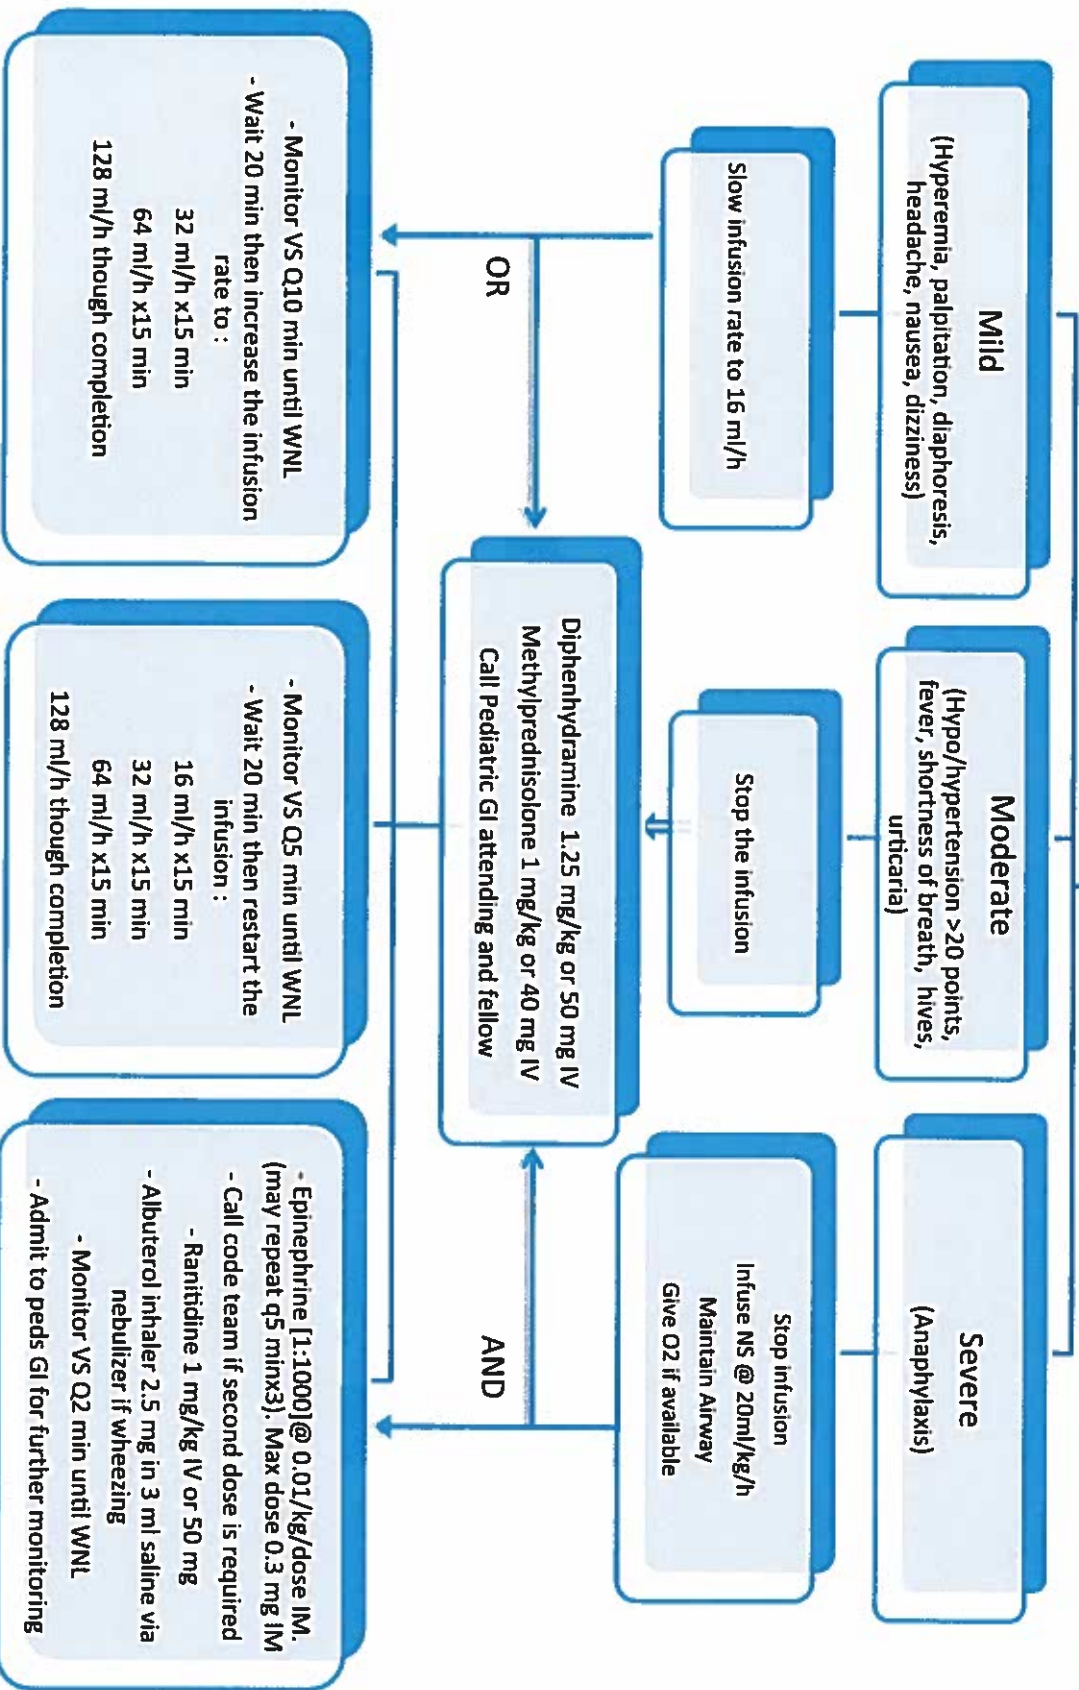 Mild
(Hyperemia, palpitation, diaphoresis,
headache, nausea, dizziness)
Moderate
(Hypo/hypertension >20 points,
fever, shortness of breath, hives,
urticaria)
Severe
(Anaphylaxis)
Slow infusion rate to 16 ml/h
Stop the infusion
Stop infusion
Infuse NS @ 20ml/kg/h
Maintain Airway
Give O2 if available
OR
AND
Diphenhydramine 1.25 mg/kg or 50 mg IV
Methylprednisolone 1 mg/kg or 40 mg IV
Call Pediatric GI attending and fellow
- Monitor VS Q10 min until WNL
- Wait 20 min then increase the infusion
rate to :
32 ml/h x15 min
64 ml/h x15 min
128 ml/h though completion
- Monitor VS Q5 min until WNL
- Wait 20 min then restart the
infusion :
16 ml/h x15 min
32 ml/h x15 min
64 ml/h x15 min
128 ml/h though completion
- Epinephrine [1:1000]@ 0.01/kg/dose IM.
(may repeat q5 minx3). Max dose 0.3 mg IM
- Call code team if second dose is required
- Ranitidine 1 mg/kg IV or 50 mg
- Albuterol inhaler 2.5 mg in 3 ml saline via
nebulizer if wheezing
- Monitor VS Q2 min until WNL
- Admit to peds GI for further monitoring